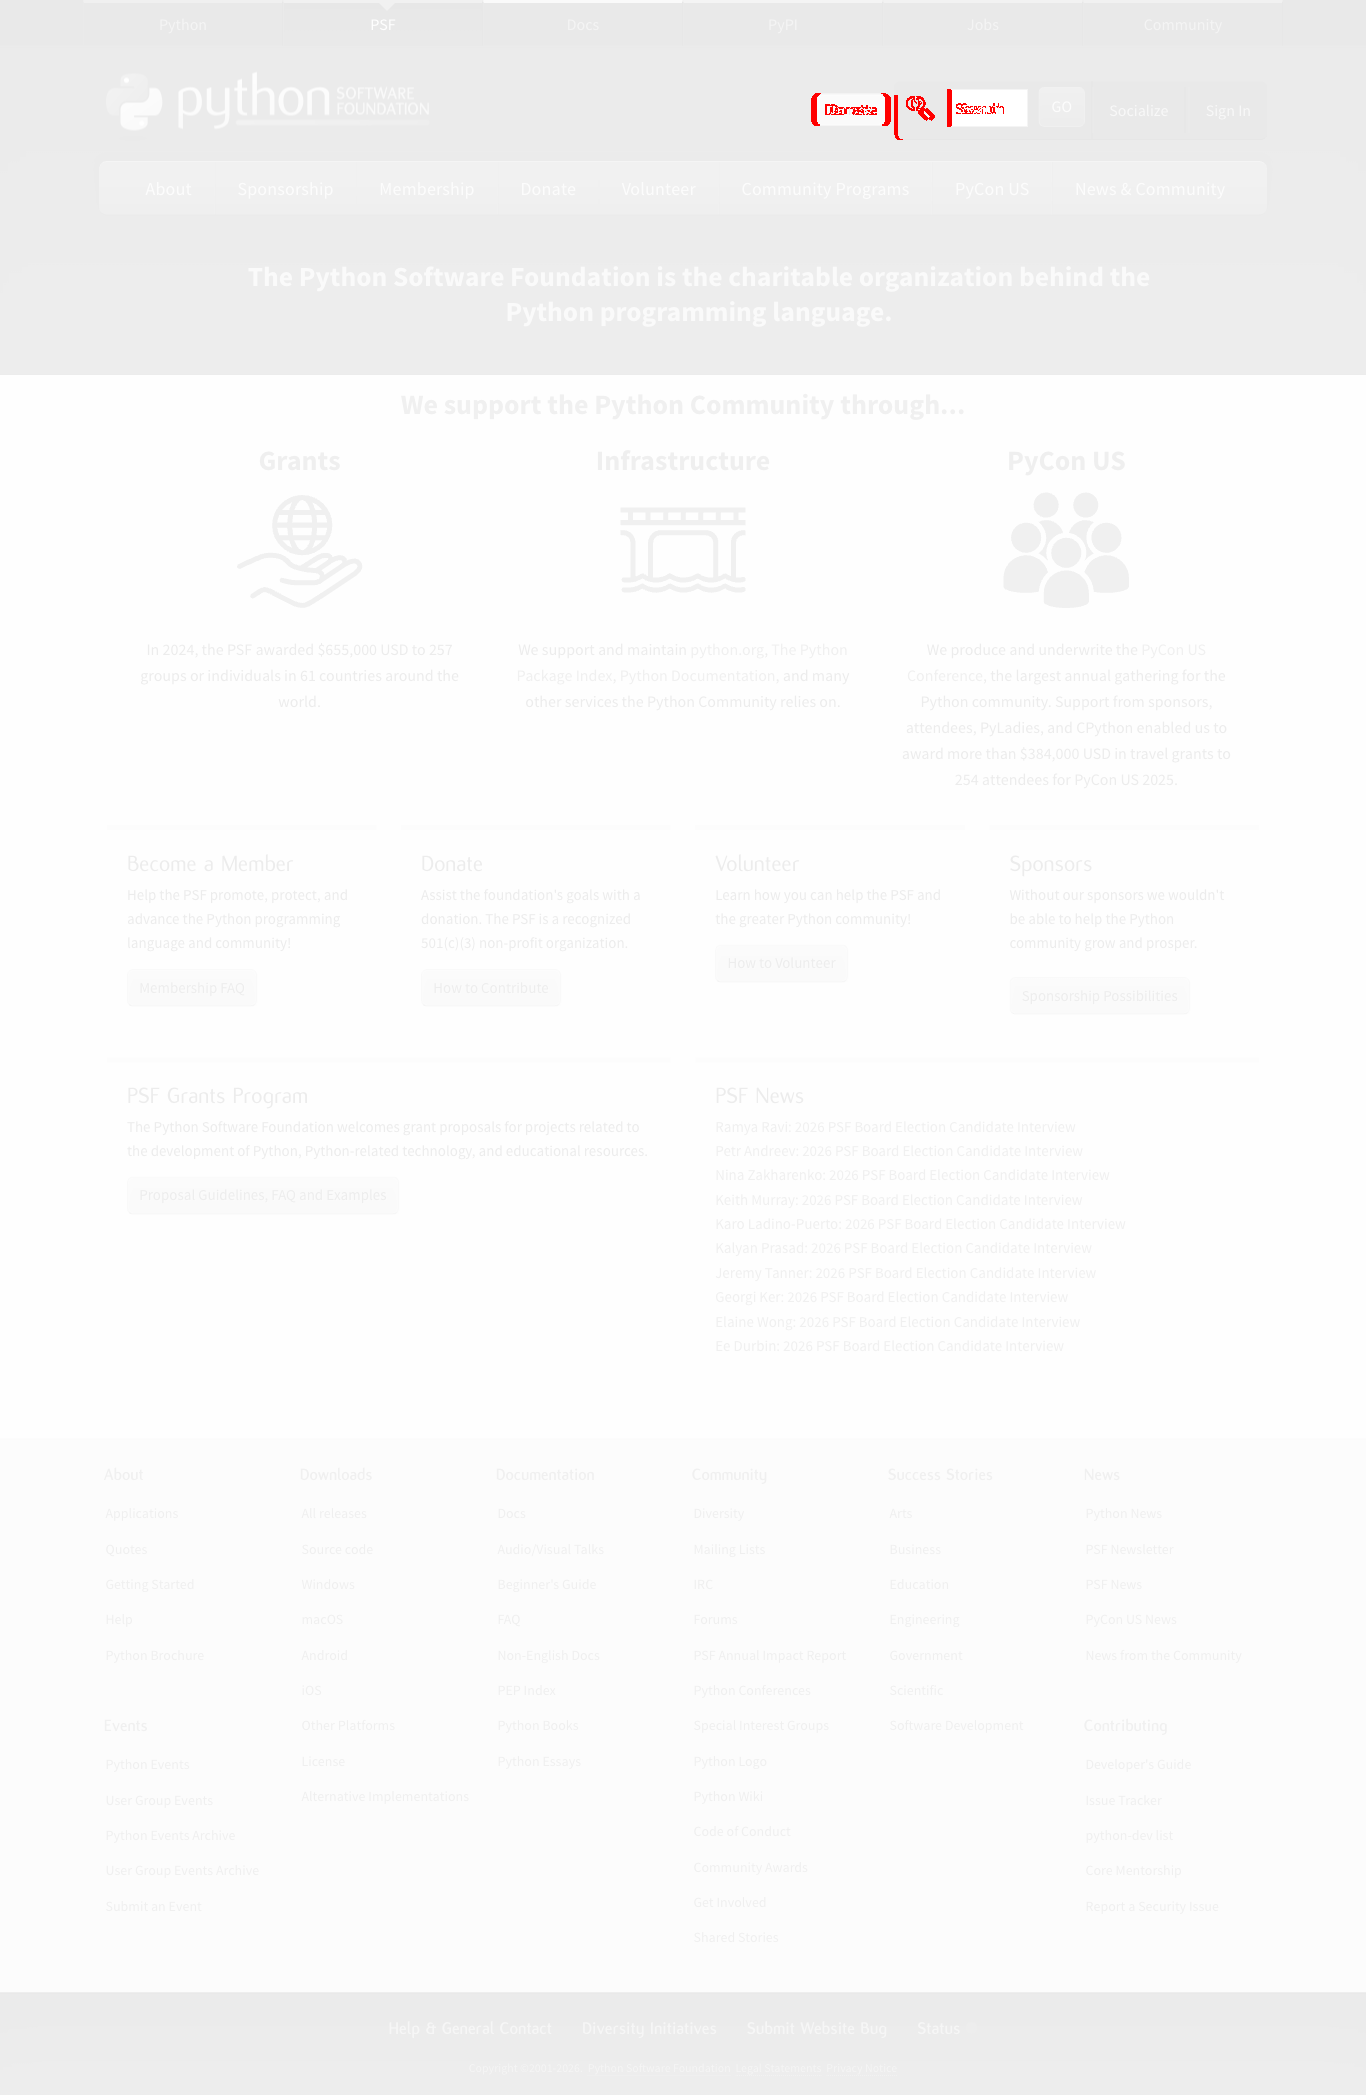 Python PSF Docs PyPI Jobs Community
python SOFTWARE FOUNDATION
Donate Search GO Socialize Sign In
About Sponsorship Membership Donate Volunteer Community Programs PyCon US News & Community
The Python Software Foundation is the charitable organization behind the
Python programming language.
We support the Python Community through...
Grants
In 2024, the PSF awarded $655,000 USD to 257
groups or individuals in 61 countries around the
world.
Infrastructure
We support and maintain python.org, The Python
Package Index, Python Documentation, and many
other services the Python Community relies on.
PyCon US
We produce and underwrite the PyCon US
Conference, the largest annual gathering for the
Python community. Support from sponsors,
attendees, PyLadies, and CPython enabled us to
award more than $384,000 USD in travel grants to
254 attendees for PyCon US 2025.
Become a Member
Help the PSF promote, protect, and
advance the Python programming
language and community!
Membership FAQ
Donate
Assist the foundation's goals with a
donation. The PSF is a recognized
501(c)(3) non-profit organization.
How to Contribute
Volunteer
Learn how you can help the PSF and
the greater Python community!
How to Volunteer
Sponsors
Without our sponsors we wouldn't
be able to help the Python
community grow and prosper.
Sponsorship Possibilities
PSF Grants Program
The Python Software Foundation welcomes grant proposals for projects related to
the development of Python, Python-related technology, and educational resources.
Proposal Guidelines, FAQ and Examples
PSF News
Ramya Ravi: 2026 PSF Board Election Candidate Interview
Petr Andreev: 2026 PSF Board Election Candidate Interview
Nina Zakharenko: 2026 PSF Board Election Candidate Interview
Keith Murray: 2026 PSF Board Election Candidate Interview
Karo Ladino-Puerto: 2026 PSF Board Election Candidate Interview
Kalyan Prasad: 2026 PSF Board Election Candidate Interview
Jeremy Tanner: 2026 PSF Board Election Candidate Interview
Georgi Ker: 2026 PSF Board Election Candidate Interview
Elaine Wong: 2026 PSF Board Election Candidate Interview
Ee Durbin: 2026 PSF Board Election Candidate Interview
About
Applications
Quotes
Getting Started
Help
Python Brochure
Events
Python Events
User Group Events
Python Events Archive
User Group Events Archive
Submit an Event
Downloads
All releases
Source code
Windows
macOS
Android
iOS
Other Platforms
License
Alternative Implementations
Documentation
Docs
Audio/Visual Talks
Beginner's Guide
FAQ
Non-English Docs
PEP Index
Python Books
Python Essays
Community
Diversity
Mailing Lists
IRC
Forums
PSF Annual Impact Report
Python Conferences
Special Interest Groups
Python Logo
Python Wiki
Code of Conduct
Community Awards
Get Involved
Shared Stories
Success Stories
Arts
Business
Education
Engineering
Government
Scientific
Software Development
News
Python News
PSF Newsletter
PSF News
PyCon US News
News from the Community
Contributing
Developer's Guide
Issue Tracker
python-dev list
Core Mentorship
Report a Security Issue
Help & General Contact Diversity Initiatives Submit Website Bug Status
Copyright ©2001-2026. Python Software Foundation Legal Statements Privacy Notice